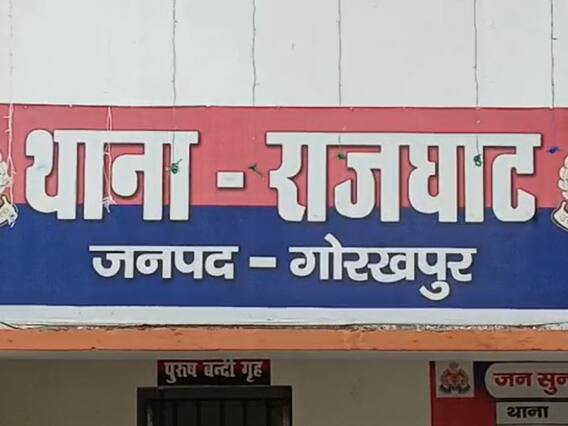 थाना - राजघाट
जनपद - गोरखपुर
पुरूष बन्दी गृह
जन सुन
थाना